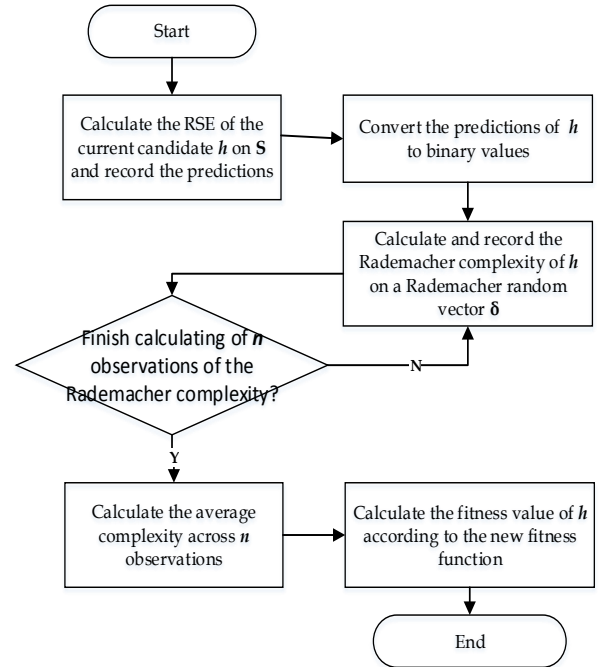 Start
Calculate the RSE of the
current candidate h on S
and record the predictions
Convert the predictions of h
to binary values
Calculate and record the
Rademacher complexity of h
on a Rademacher random
vector δ
Finish calculating of n
observations of the
Rademacher complexity?
N
Y
Calculate the average
complexity across n
observations
Calculate the fitness value of h
according to the new fitness
function
End